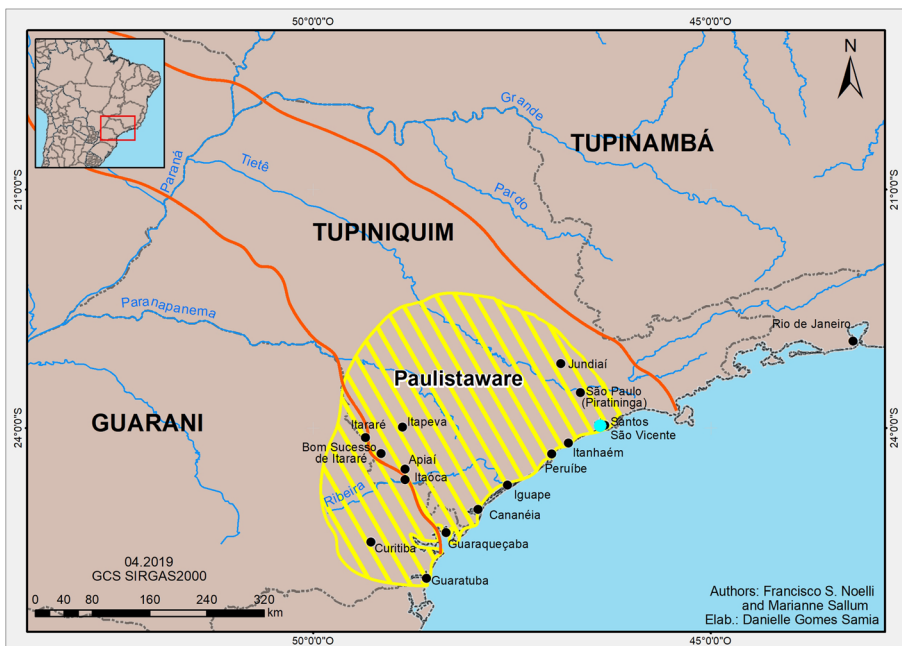 50°0'0"O
45°0'0"O
N
Grande
TUPINAMBÁ
Paraná
Tietê
Pardo
21°0'0"S
21°0'0"S
TUPINIQUIM
Paranapanema
Rio de Janeiro
Jundiaí
Paulistaware
São Paulo
(Piratininga)
GUARANI
Itapeva
Santos
24°0'0"S
24°0'0"S
Itararé
São Vicente
Bom Sucesso
de Itararé
Itanhaém
Apiaí
Peruíbe
Itaóca
Ribeira
Iguape
Cananéia
Guaraqueçaba
Curitiba
04.2019
GCS SIRGAS2000
Guaratuba
0 40 80 160 240 320
km
Authors: Francisco S. Noelli
and Marianne Sallum
Elab.: Danielle Gomes Samia
50°0'0"O
45°0'0"O